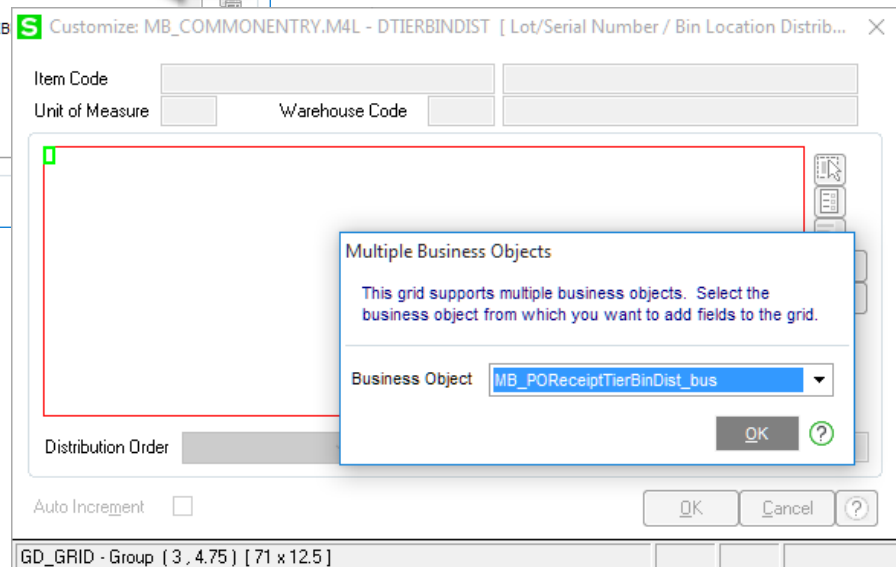 B
S Customize: MB_COMMONENTRY.M4L - DTIERBINDIST [ Lot/Serial Number / Bin Location Distrib...
Item Code
Unit of Measure Warehouse Code
Multiple Business Objects
This grid supports multiple business objects. Select the
business object from which you want to add fields to the grid.
Business Object MB_POReceiptTierBinDist_bus
OK ?
Distribution Order
Auto Increment OK Cancel ?
GD_GRID - Group ( 3 , 4.75 ) [ 71 x 12.5 ]